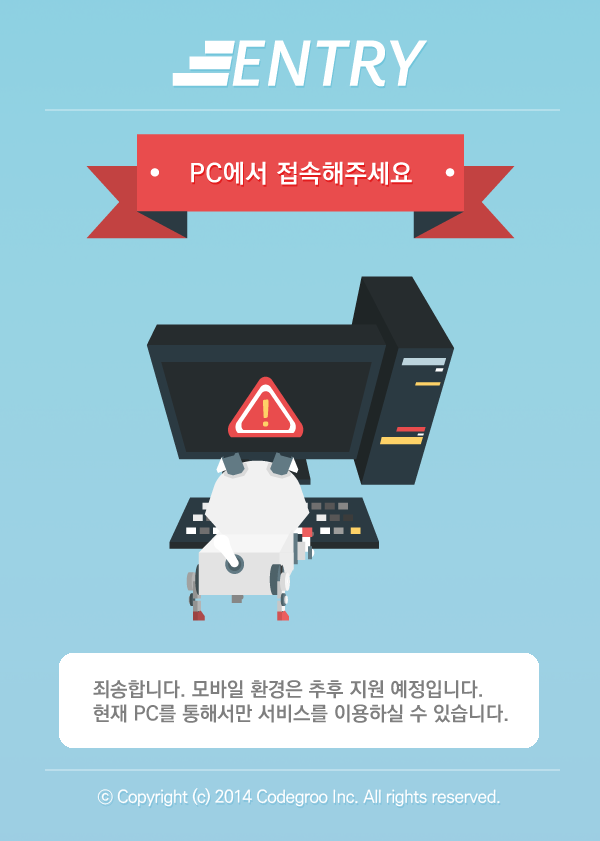 ENTRY
PC에서 접속해주세요
죄송합니다. 모바일 환경은 추후 지원 예정입니다.
현재 PC를 통해서만 서비스를 이용하실 수 있습니다.
© Copyright (c) 2014 Codegroo Inc. All rights reserved.